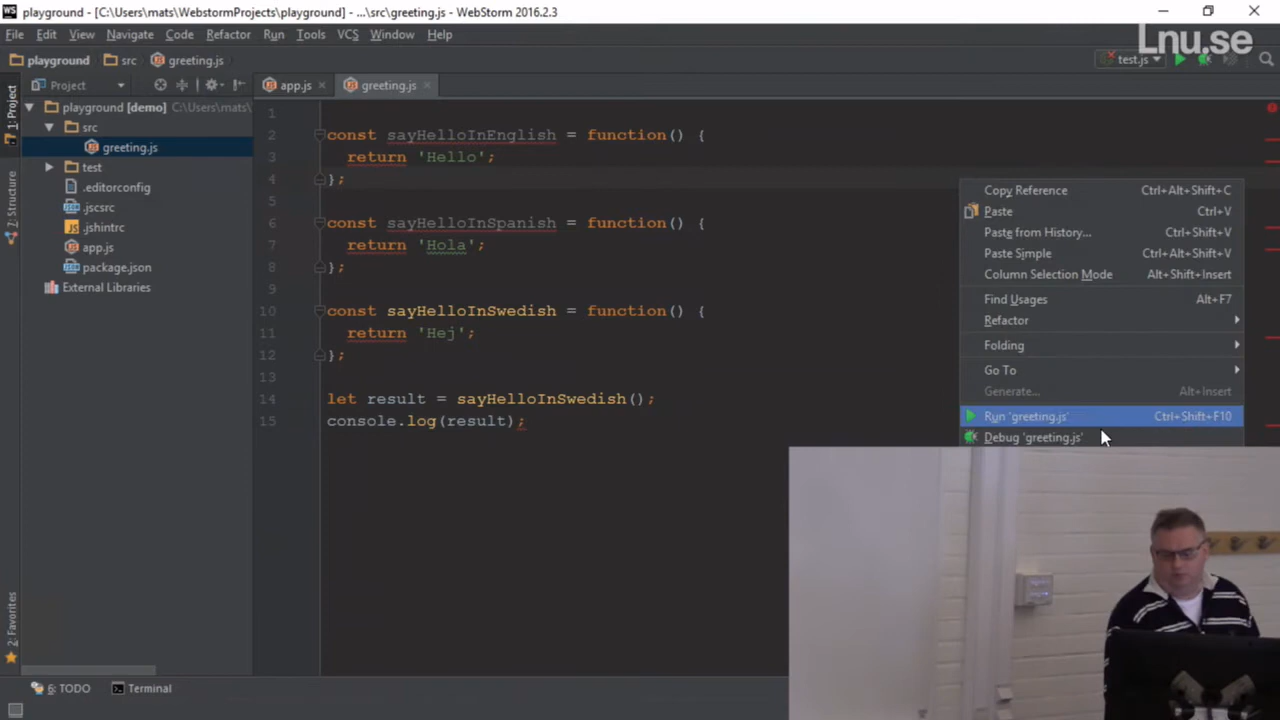 WS playground - [C:\Users\mats\WebstormProjects\playground] - ...\src\greeting.js - WebStorm 2016.2.3
File Edit View Navigate Code Refactor Run Tools VCS Window Help
Lnu.se
playground src greeting.js
test.js
Project
app.js greeting.js
1: Project
7: Structure
2: Favorites
playground [demo] C:\Users\mats\
src
greeting.js
test
.editorconfig
.jscsrc
.jshintrc
app.js
package.json
External Libraries
1
2 const sayHelloInEnglish = function() {
3 return 'Hello';
4 };
5
6 const sayHelloInSpanish = function() {
7 return 'Hola';
8 };
9
10 const sayHelloInSwedish = function() {
11 return 'Hej';
12 };
13
14 let result = sayHelloInSwedish();
15 console.log(result);
Copy Reference Ctrl+Alt+Shift+C
Paste Ctrl+V
Paste from History... Ctrl+Shift+V
Paste Simple Ctrl+Alt+Shift+V
Column Selection Mode Alt+Shift+Insert
Find Usages Alt+F7
Refactor
Folding
Go To
Generate... Alt+Insert
Run 'greeting.js' Ctrl+Shift+F10
Debug 'greeting.js'
6: TODO Terminal